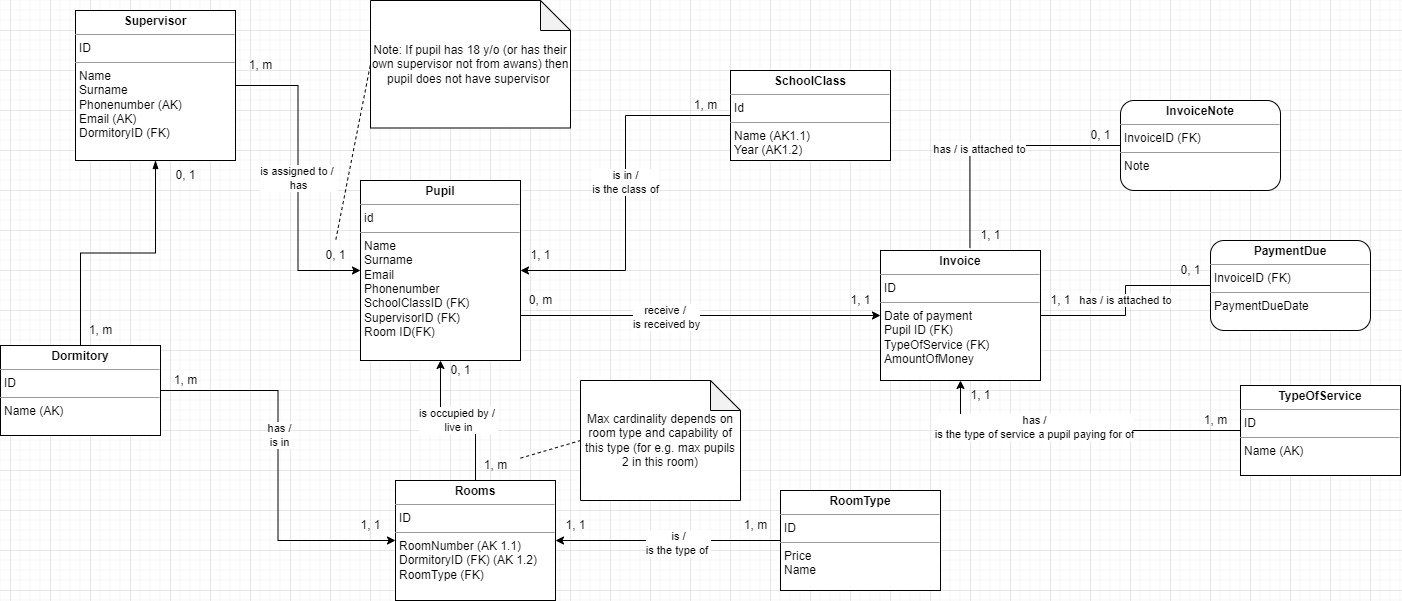 Supervisor
ID
Name
Surname
Phonenumber (AK)
Email (AK)
DormitoryID (FK)
1, m
0, 1
is assigned to /
has
0, 1
Note: If pupil has 18 y/o (or has their
own supervisor not from awans) then
pupil does not have supervisor
Pupil
id
Name
Surname
Email
Phonenumber
SchoolClassID (FK)
SupervisorID (FK)
Room ID(FK)
SchoolClass
Id
Name (AK1.1)
Year (AK1.2)
1, m
is in /
is the class of
1, 1
0, m
receive /
is received by
1, 1
InvoiceNote
InvoiceID (FK)
Note
0, 1
has / is attached to
1, 1
Invoice
ID
Date of payment
Pupil ID (FK)
TypeOfService (FK)
AmountOfMoney
PaymentDue
InvoiceID (FK)
PaymentDueDate
0, 1
1, 1
has / is attached to
1, 1
has /
is the type of service a pupil paying for of
1, m
TypeOfService
ID
Name (AK)
1, m
Dormitory
ID
Name (AK)
1, m
has /
is in
1, 1
0, 1
is occupied by /
live in
1, m
Max cardinality depends on
room type and capability of
this type (for e.g. max pupils
2 in this room)
Rooms
ID
RoomNumber (AK 1.1)
DormitoryID (FK) (AK 1.2)
RoomType (FK)
1, 1
is /
is the type of
1, m
RoomType
ID
Price
Name